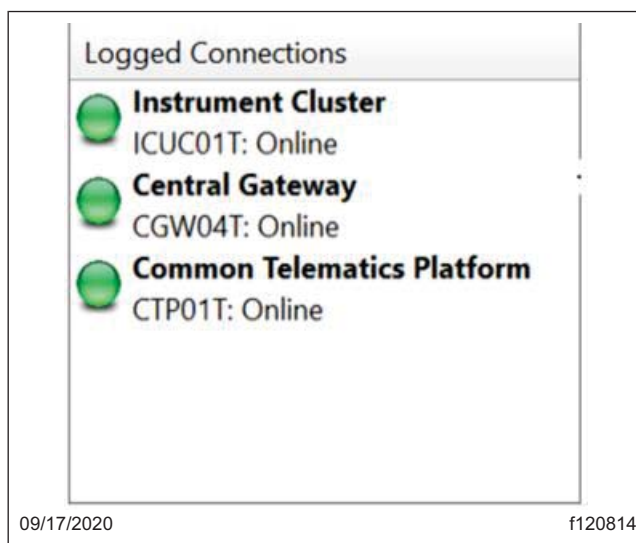 Logged Connections
Instrument Cluster
ICUC01T: Online
Central Gateway
CGW04T: Online
Common Telematics Platform
CTP01T: Online
09/17/2020 f120814